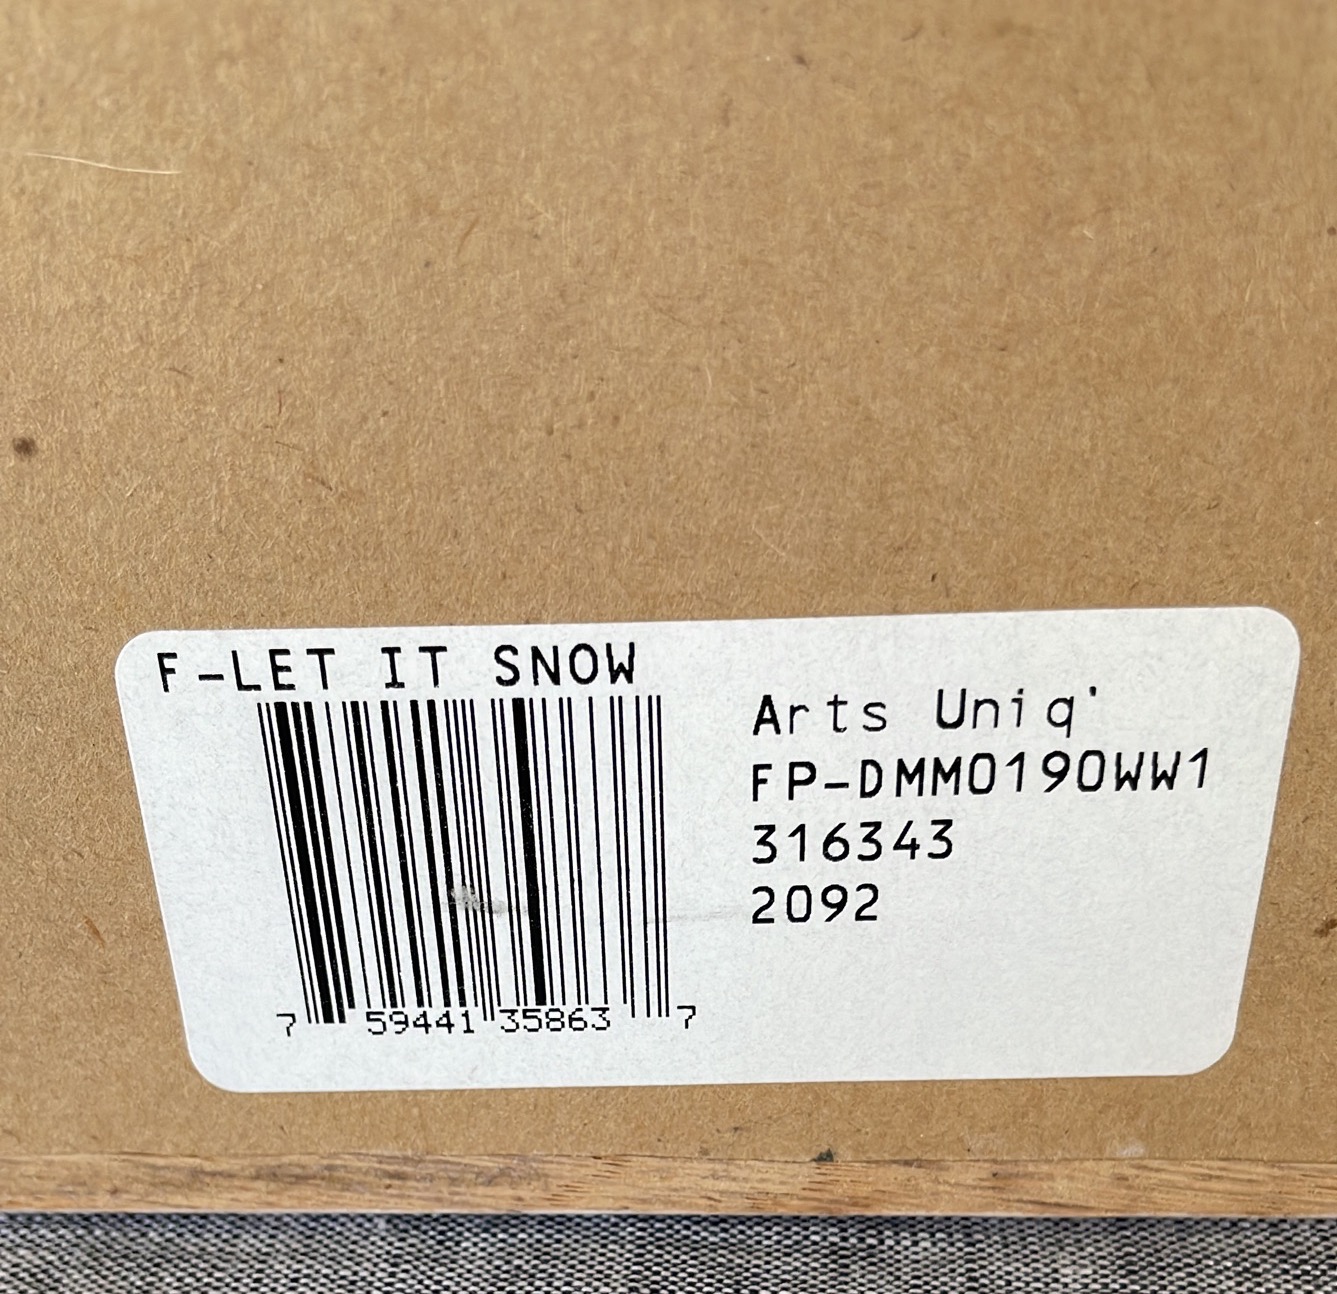 F-LET IT SNOW
7 59441 35863 7
Arts Uniq'
FP-DMM0190WW1
316343
2092